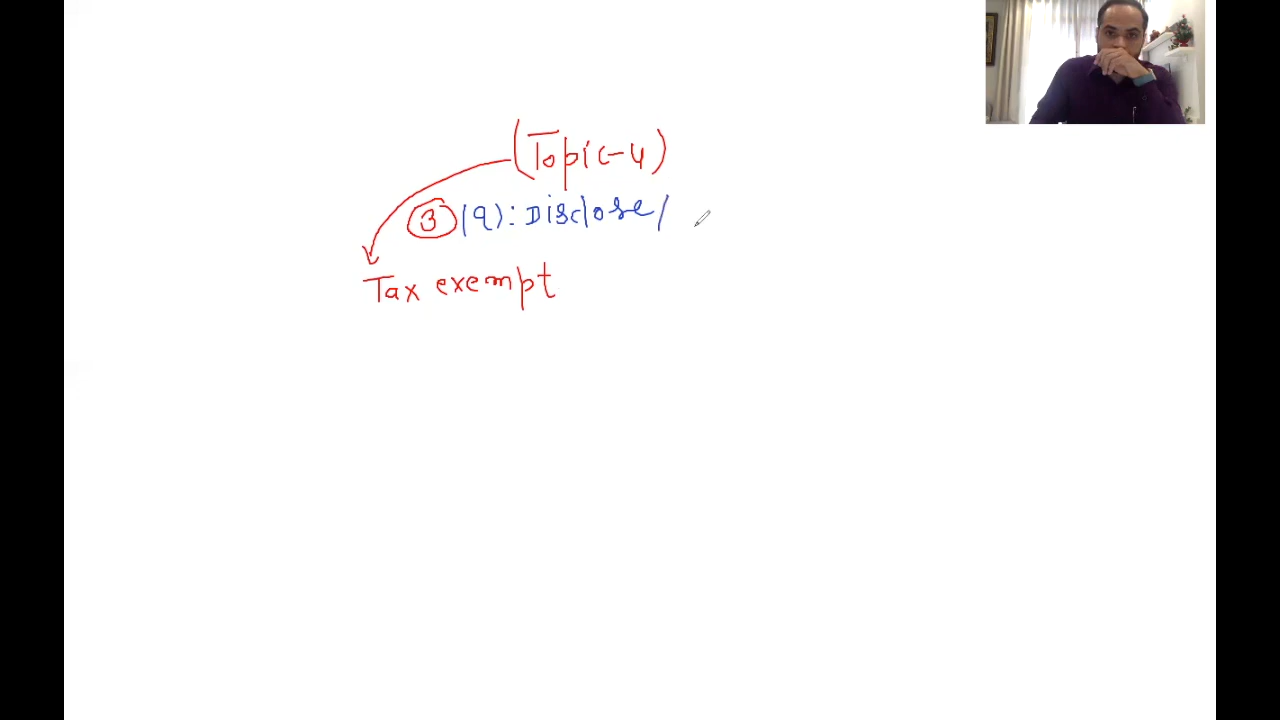 (Topic-4)
3 (9): Disclose/
Tax exempt